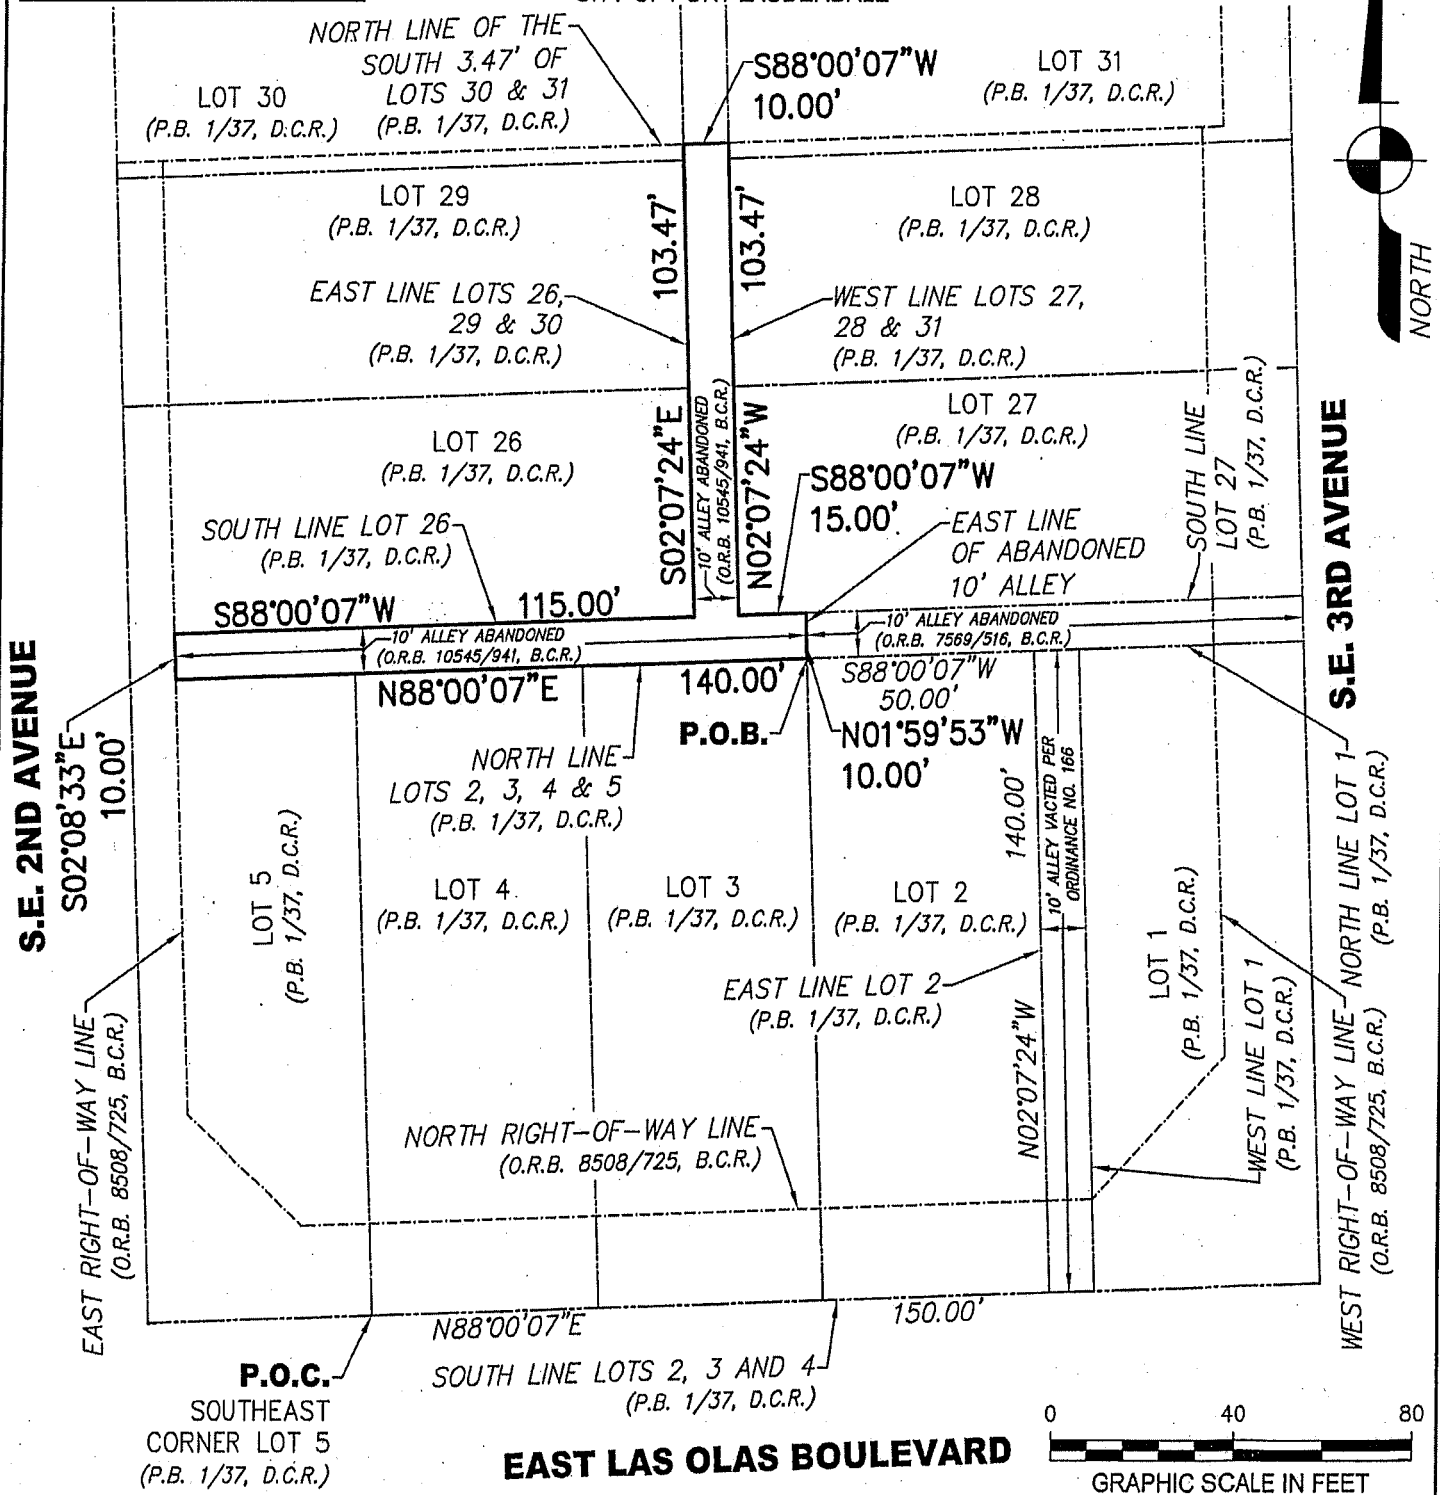 NORTH LINE OF THE
SOUTH 3.47' OF
LOTS 30 & 31
(P.B. 1/37, D.C.R.)
LOT 30
(P.B. 1/37, D.C.R.)
S88°00'07"W
10.00'
LOT 31
(P.B. 1/37, D.C.R.)
LOT 29
(P.B. 1/37, D.C.R.)
103.47'
103.47'
LOT 28
(P.B. 1/37, D.C.R.)
NORTH
EAST LINE LOTS 26,
29 & 30
(P.B. 1/37, D.C.R.)
WEST LINE LOTS 27,
28 & 31
(P.B. 1/37, D.C.R.)
LOT 26
(P.B. 1/37, D.C.R.)
S02°07'24"E
10' ALLEY ABANDONED
(O.R.B. 10545/941, B.C.R.)
N02°07'24"W
LOT 27
(P.B. 1/37, D.C.R.)
SOUTH LINE
LOT 27
(P.B. 1/37, D.C.R.)
S.E. 3RD AVENUE
SOUTH LINE LOT 26
(P.B. 1/37, D.C.R.)
S88°00'07"W
15.00'
EAST LINE
OF ABANDONED
10' ALLEY
S88°00'07"W
115.00'
10' ALLEY ABANDONED
(O.R.B. 10545/941, B.C.R.)
10' ALLEY ABANDONED
(O.R.B. 7569/516, B.C.R.)
S.E. 2ND AVENUE
S02°08'33"E
10.00'
N88°00'07"E
140.00'
S88°00'07"W
50.00'
P.O.B.
N01°59'53"W
10.00'
NORTH LINE
LOTS 2, 3, 4 & 5
(P.B. 1/37, D.C.R.)
140.00'
10' ALLEY VACTED PER
ORDINANCE NO. 166
NORTH LINE LOT 1
(P.B. 1/37, D.C.R.)
LOT 5
(P.B. 1/37, D.C.R.)
LOT 4
(P.B. 1/37, D.C.R.)
LOT 3
(P.B. 1/37, D.C.R.)
LOT 2
(P.B. 1/37, D.C.R.)
LOT 1
(P.B. 1/37, D.C.R.)
EAST LINE LOT 2
(P.B. 1/37, D.C.R.)
N02°07'24"W
WEST LINE LOT 1
(P.B. 1/37, D.C.R.)
WEST RIGHT-OF-WAY LINE
(O.R.B. 8508/725, B.C.R.)
EAST RIGHT-OF-WAY LINE
(O.R.B. 8508/725, B.C.R.)
NORTH RIGHT-OF-WAY LINE
(O.R.B. 8508/725, B.C.R.)
N88°00'07"E
150.00'
P.O.C.
SOUTHEAST
CORNER LOT 5
(P.B. 1/37, D.C.R.)
SOUTH LINE LOTS 2, 3 AND 4
(P.B. 1/37, D.C.R.)
EAST LAS OLAS BOULEVARD
0 40 80
GRAPHIC SCALE IN FEET